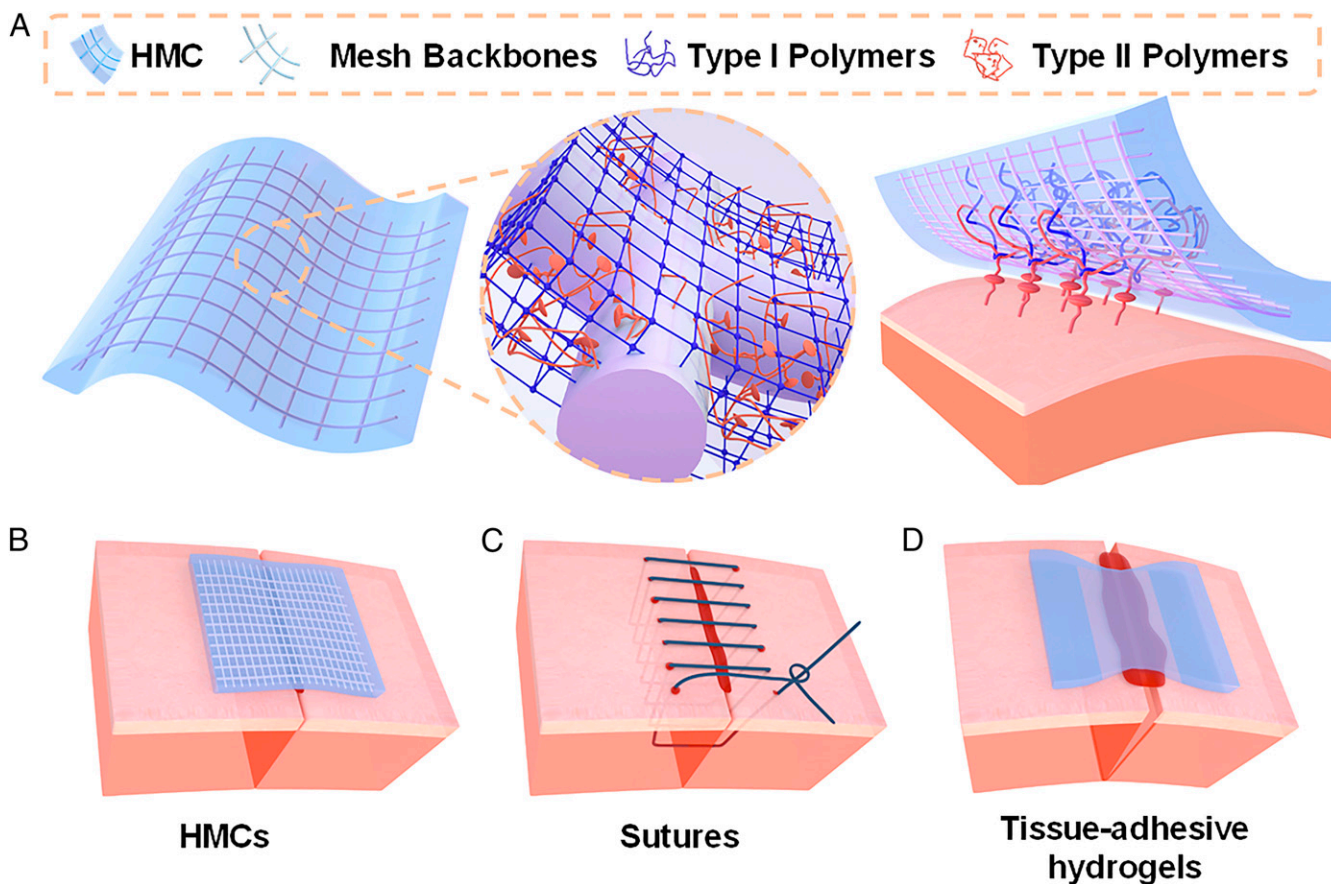 A
HMC Mesh Backbones Type I Polymers Type II Polymers
B
C
D
HMCs
Sutures
Tissue-adhesive
hydrogels